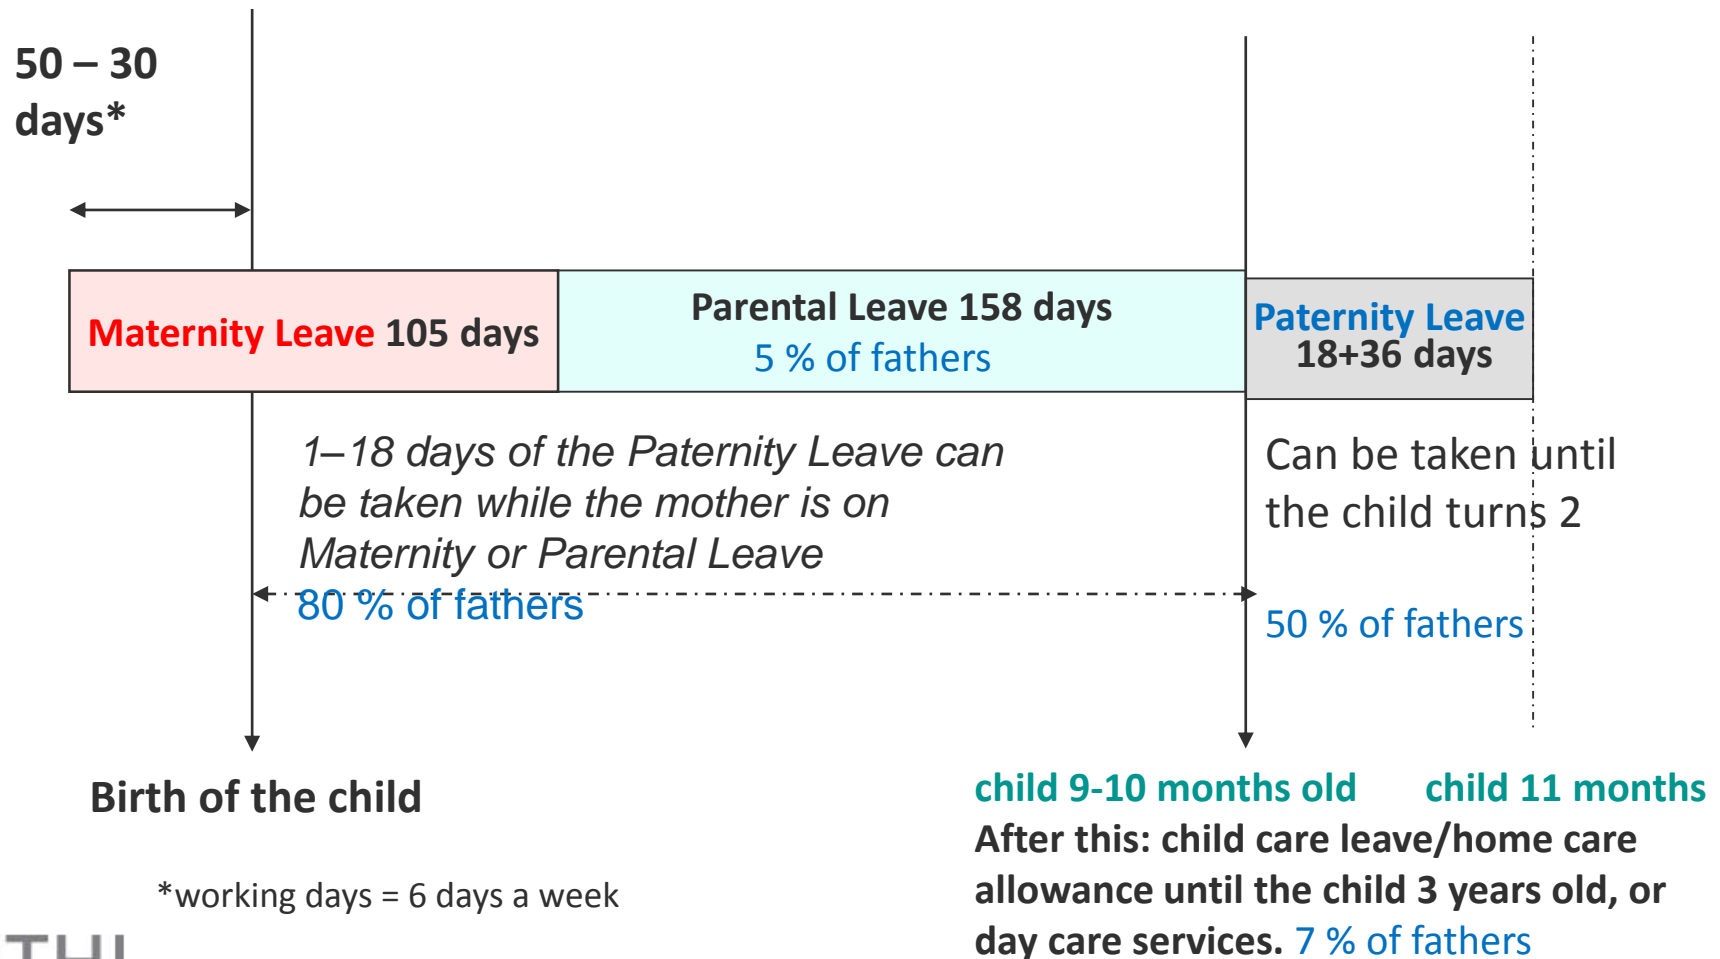 50 – 30
days*
Maternity Leave 105 days
Parental Leave 158 days
5 % of fathers
Paternity Leave
18+36 days
1–18 days of the Paternity Leave can
be taken while the mother is on
Maternity or Parental Leave
80 % of fathers
Can be taken until
the child turns 2
50 % of fathers
Birth of the child
child 9-10 months old
child 11 months
After this: child care leave/home care
allowance until the child 3 years old, or
day care services. 7 % of fathers
*working days = 6 days a week